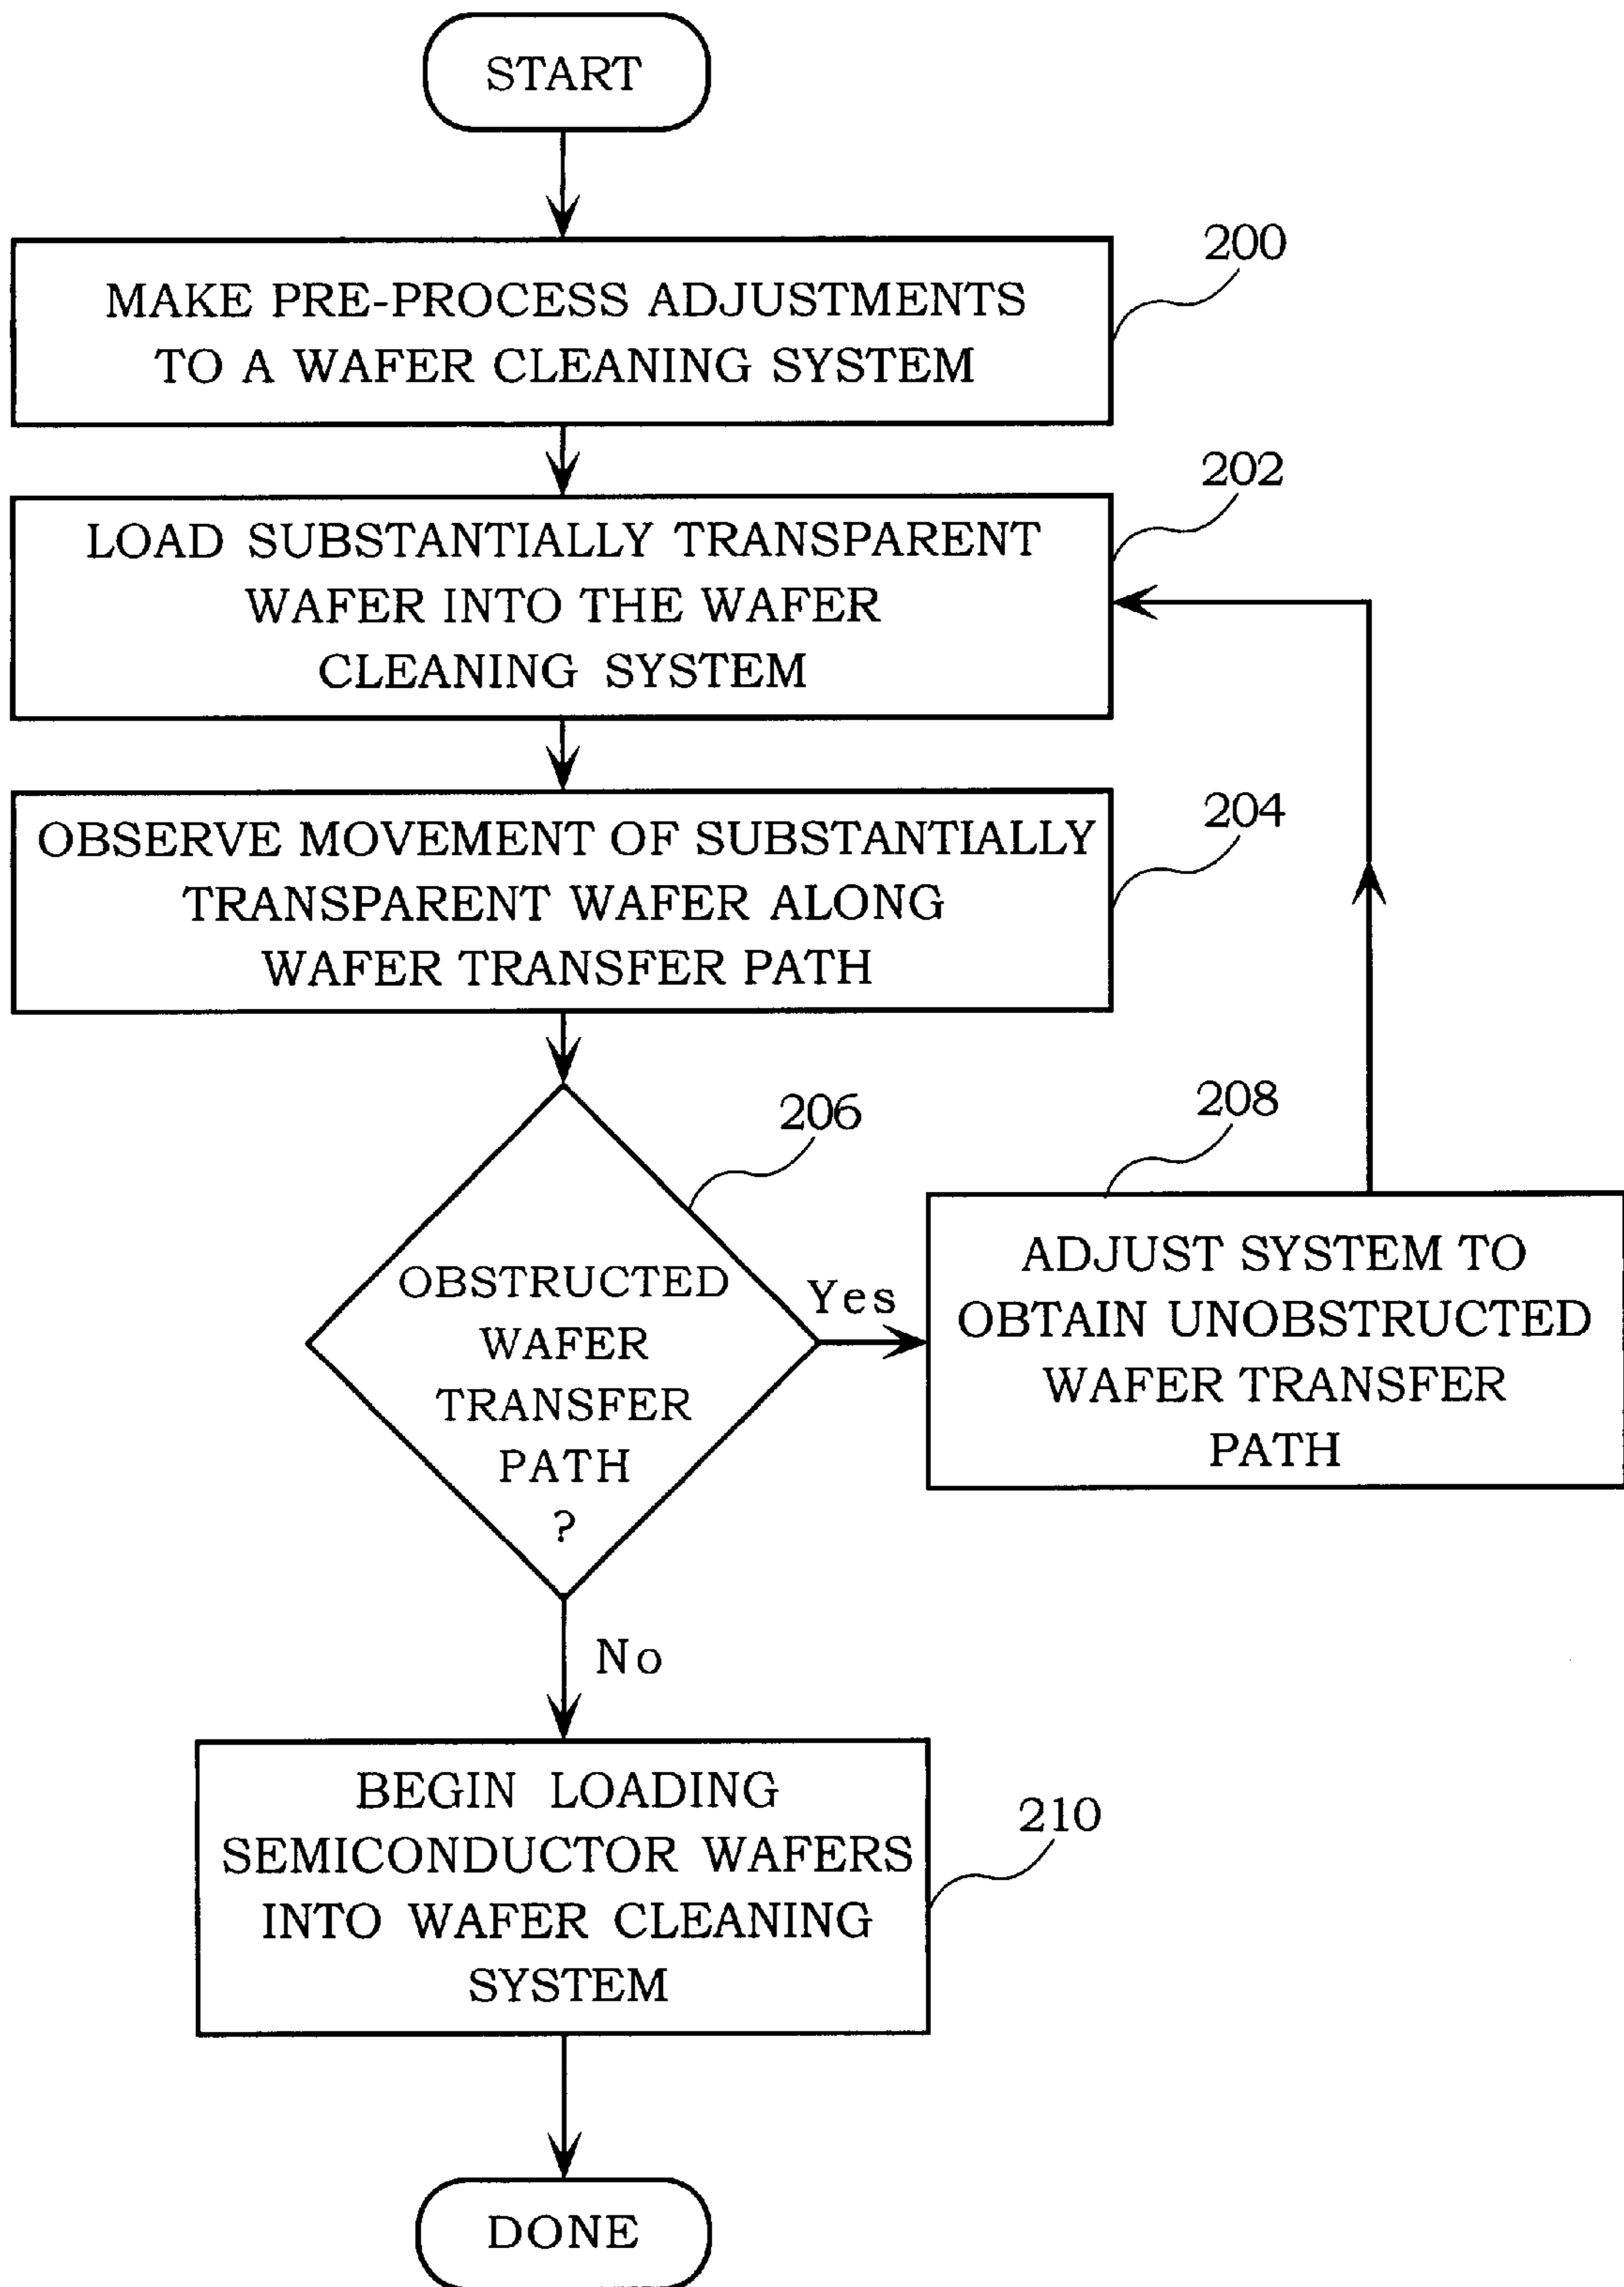 START
200
MAKE PRE-PROCESS ADJUSTMENTS
TO A WAFER CLEANING SYSTEM
202
LOAD SUBSTANTIALLY TRANSPARENT
WAFER INTO THE WAFER
CLEANING SYSTEM
204
OBSERVE MOVEMENT OF SUBSTANTIALLY
TRANSPARENT WAFER ALONG
WAFER TRANSFER PATH
206
OBSTRUCTED
WAFER
TRANSFER
PATH
?
Yes
208
ADJUST SYSTEM TO
OBTAIN UNOBSTRUCTED
WAFER TRANSFER
PATH
No
210
BEGIN LOADING
SEMICONDUCTOR WAFERS
INTO WAFER CLEANING
SYSTEM
DONE